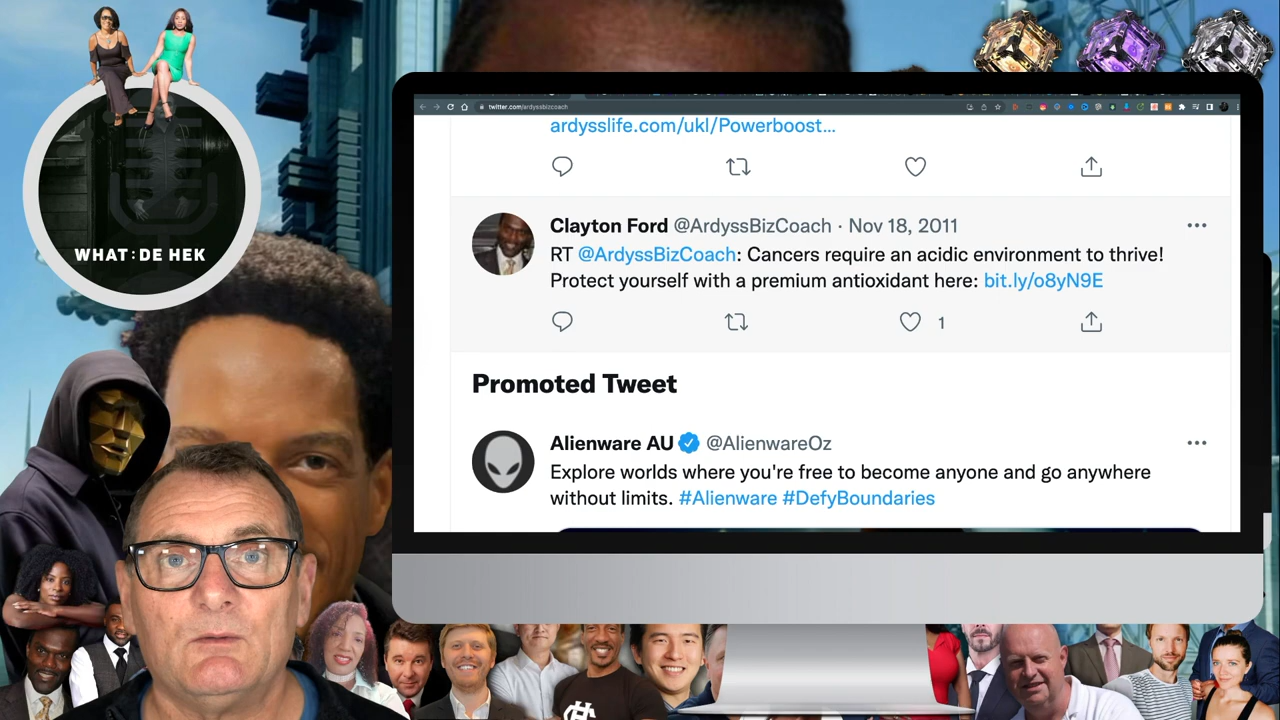 WHAT:DE HEK
twitter.com/ardyssbizcoach
ardysslife.com/ukl/Powerboost...
Clayton Ford @ArdyssBizCoach · Nov 18, 2011
RT @ArdyssBizCoach: Cancers require an acidic environment to thrive!
Protect yourself with a premium antioxidant here: bit.ly/o8yN9E
1
Promoted Tweet
Alienware AU @AlienwareOz
Explore worlds where you're free to become anyone and go anywhere
without limits. #Alienware #DefyBoundaries